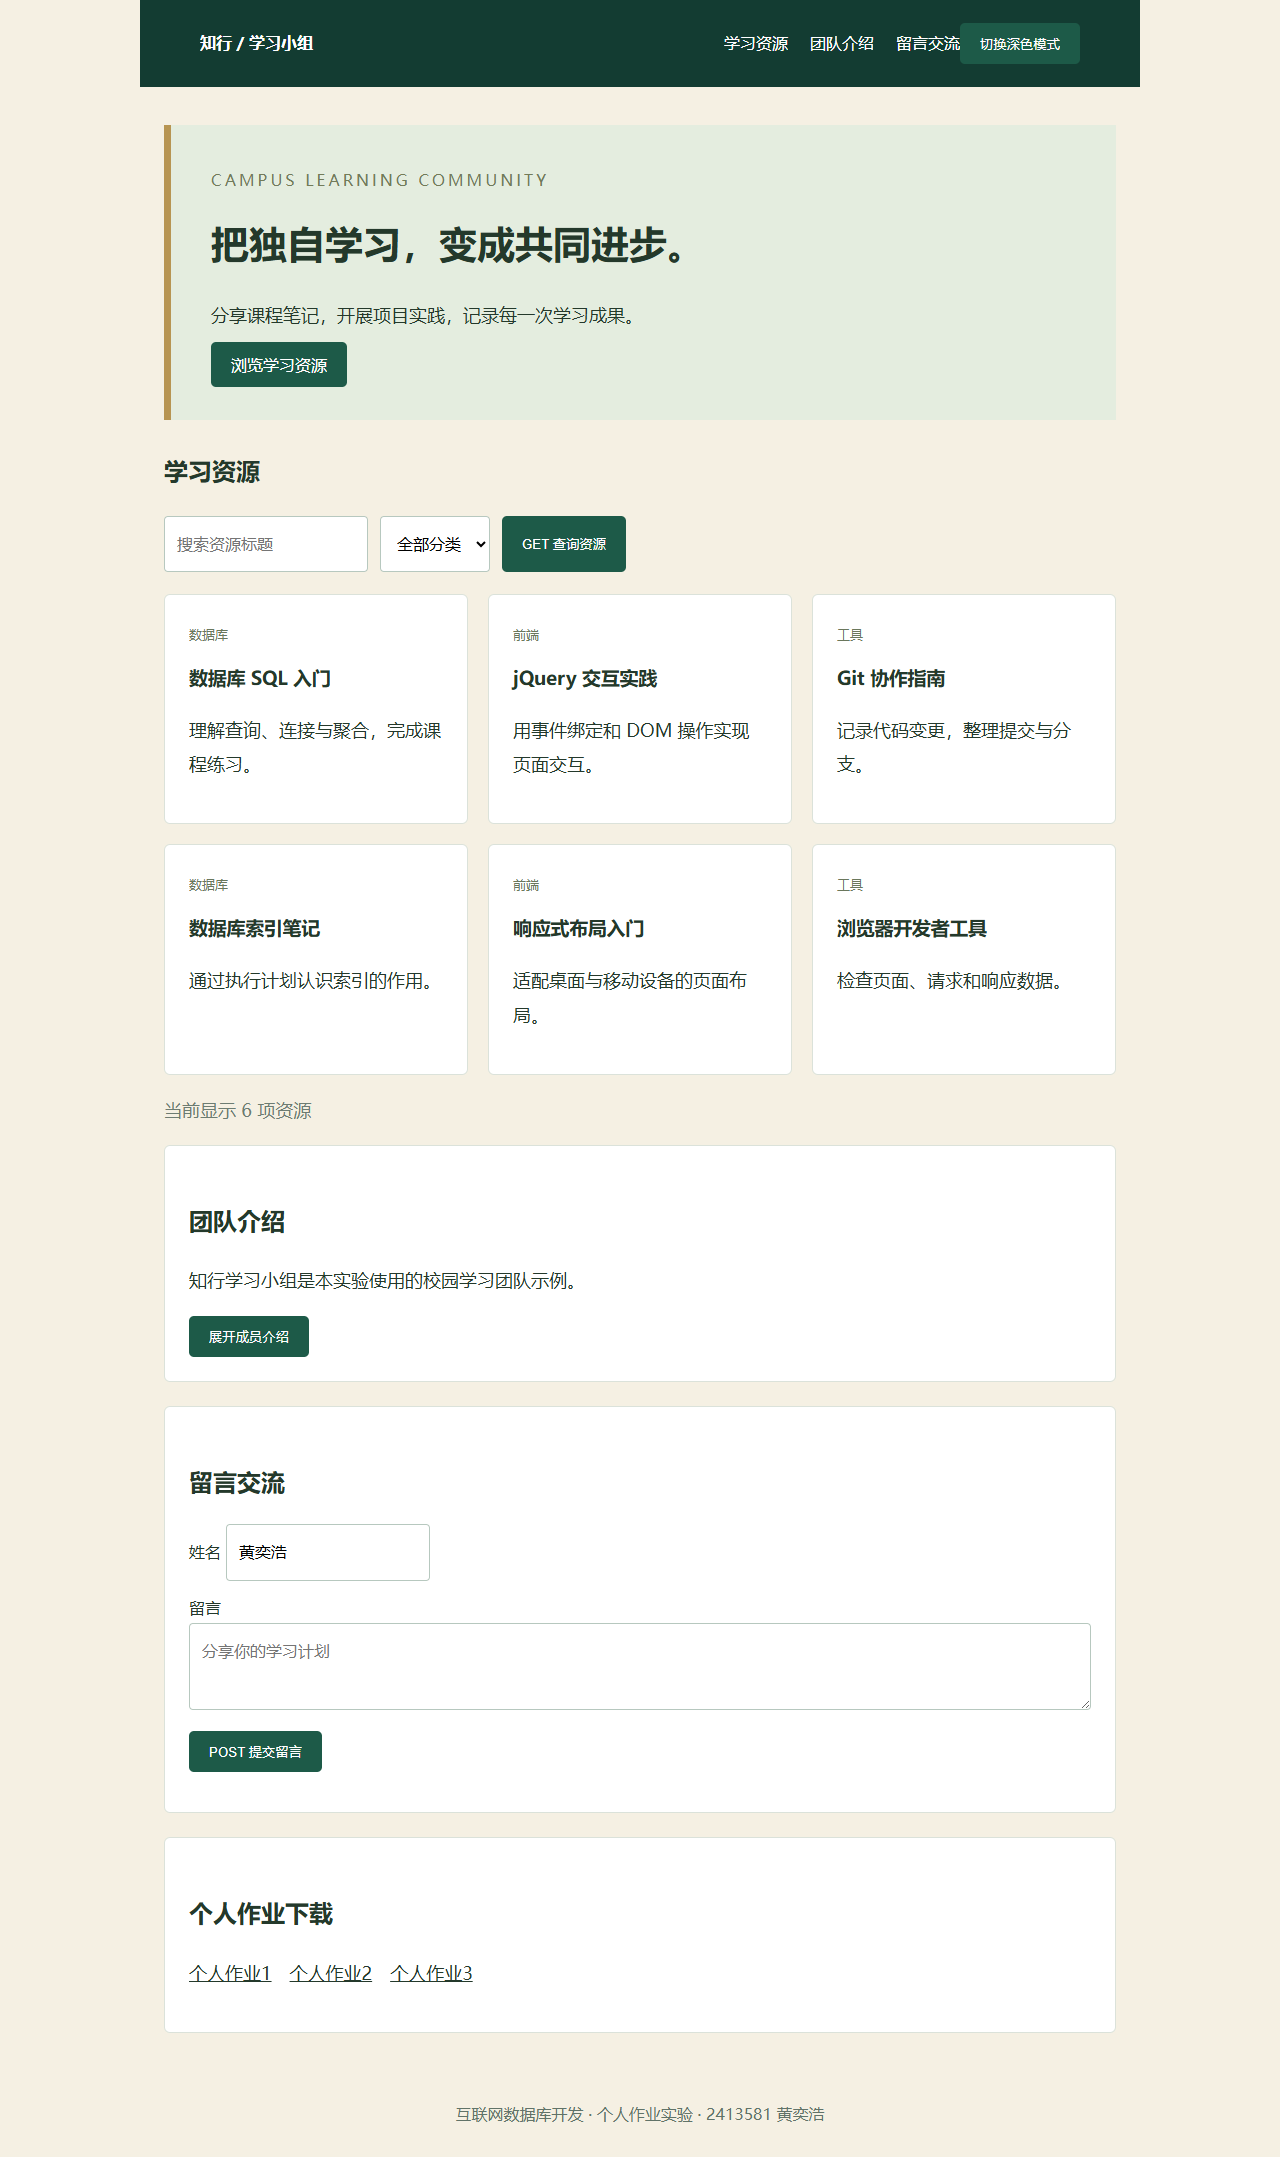 知行 / 学习小组
学习资源 团队介绍 留言交流 切换深色模式
CAMPUS LEARNING COMMUNITY
把独自学习，变成共同进步。
分享课程笔记，开展项目实践，记录每一次学习成果。
浏览学习资源
学习资源
搜索资源标题 全部分类 GET 查询资源
数据库
数据库 SQL 入门
理解查询、连接与聚合，完成课
程练习。
前端
jQuery 交互实践
用事件绑定和 DOM 操作实现
页面交互。
工具
Git 协作指南
记录代码变更，整理提交与分
支。
数据库
数据库索引笔记
通过执行计划认识索引的作用。
前端
响应式布局入门
适配桌面与移动设备的页面布
局。
工具
浏览器开发者工具
检查页面、请求和响应数据。
当前显示 6 项资源
团队介绍
知行学习小组是本实验使用的校园学习团队示例。
展开成员介绍
留言交流
姓名 黄奕浩
留言
分享你的学习计划
POST 提交留言
个人作业下载
个人作业1 个人作业2 个人作业3
互联网数据库开发 · 个人作业实验 · 2413581 黄奕浩